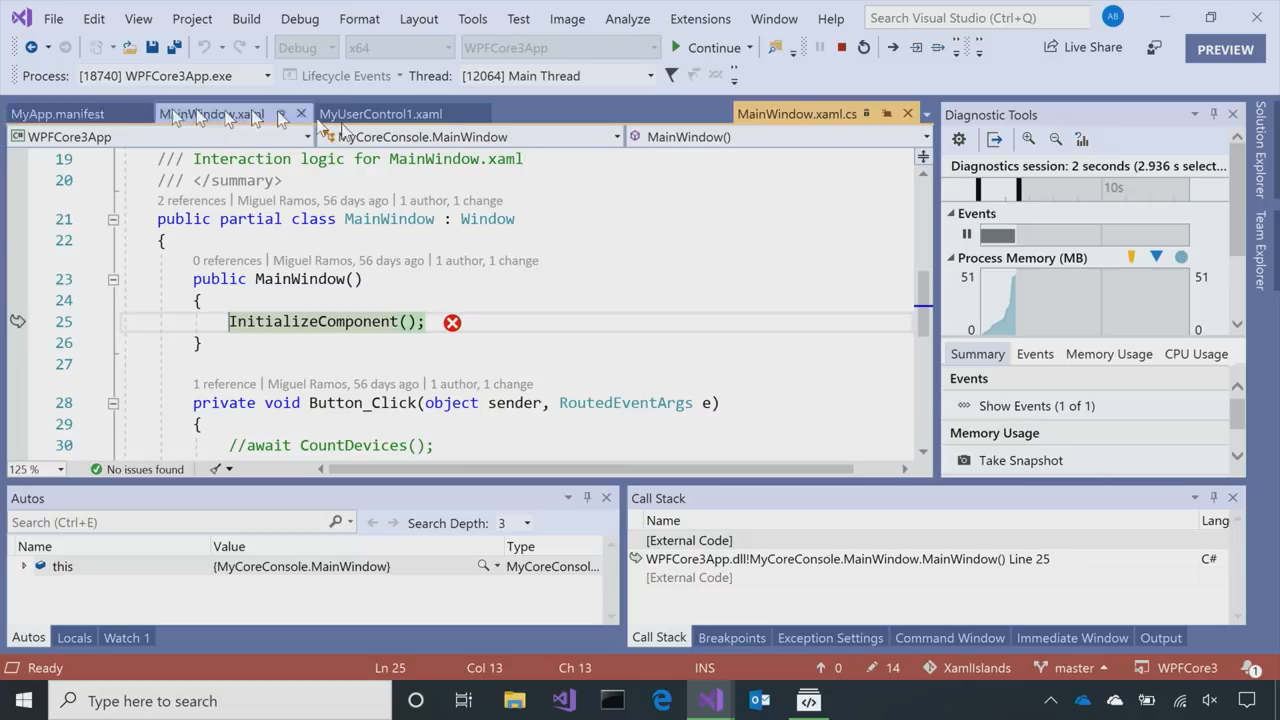 File Edit View Project Build Debug Format Layout Tools Test Image Analyze Extensions Window Help Search Visual Studio (Ctrl+Q) AB
Debug x64 WPFCore3App Continue Live Share PREVIEW
Process: [18740] WPFCore3App.exe Lifecycle Events Thread: [12064] Main Thread
MyApp.manifest MainWindow.xaml MyUserControl1.xaml MainWindow.xaml.cs
WPFCore3App MyCoreConsole.MainWindow MainWindow()
19 /// Interaction logic for MainWindow.xaml
20 /// </summary>
2 references | Miguel Ramos, 56 days ago | 1 author, 1 change
21 public partial class MainWindow : Window
22 {
0 references | Miguel Ramos, 56 days ago | 1 author, 1 change
23 public MainWindow()
24 {
25 InitializeComponent();
26 }
27
1 reference | Miguel Ramos, 56 days ago | 1 author, 1 change
28 private void Button_Click(object sender, RoutedEventArgs e)
29 {
30 //await CountDevices();
125 % No issues found
Diagnostic Tools
Diagnostics session: 2 seconds (2.936 s select...
10s
Events
Process Memory (MB)
51 51
0 0
Summary Events Memory Usage CPU Usage
Events
Show Events (1 of 1)
Memory Usage
Take Snapshot
Solution Explorer
Team Explorer
Autos
Search (Ctrl+E) Search Depth: 3
Name Value Type
this {MyCoreConsole.MainWindow} MyCoreConsol...
Autos Locals Watch 1
Call Stack
Name Lang
[External Code]
WPFCore3App.dll!MyCoreConsole.MainWindow.MainWindow() Line 25 C#
[External Code]
Call Stack Breakpoints Exception Settings Command Window Immediate Window Output
Ready Ln 25 Col 13 Ch 13 INS 0 14 XamlIslands master WPFCore3 1
Type here to search